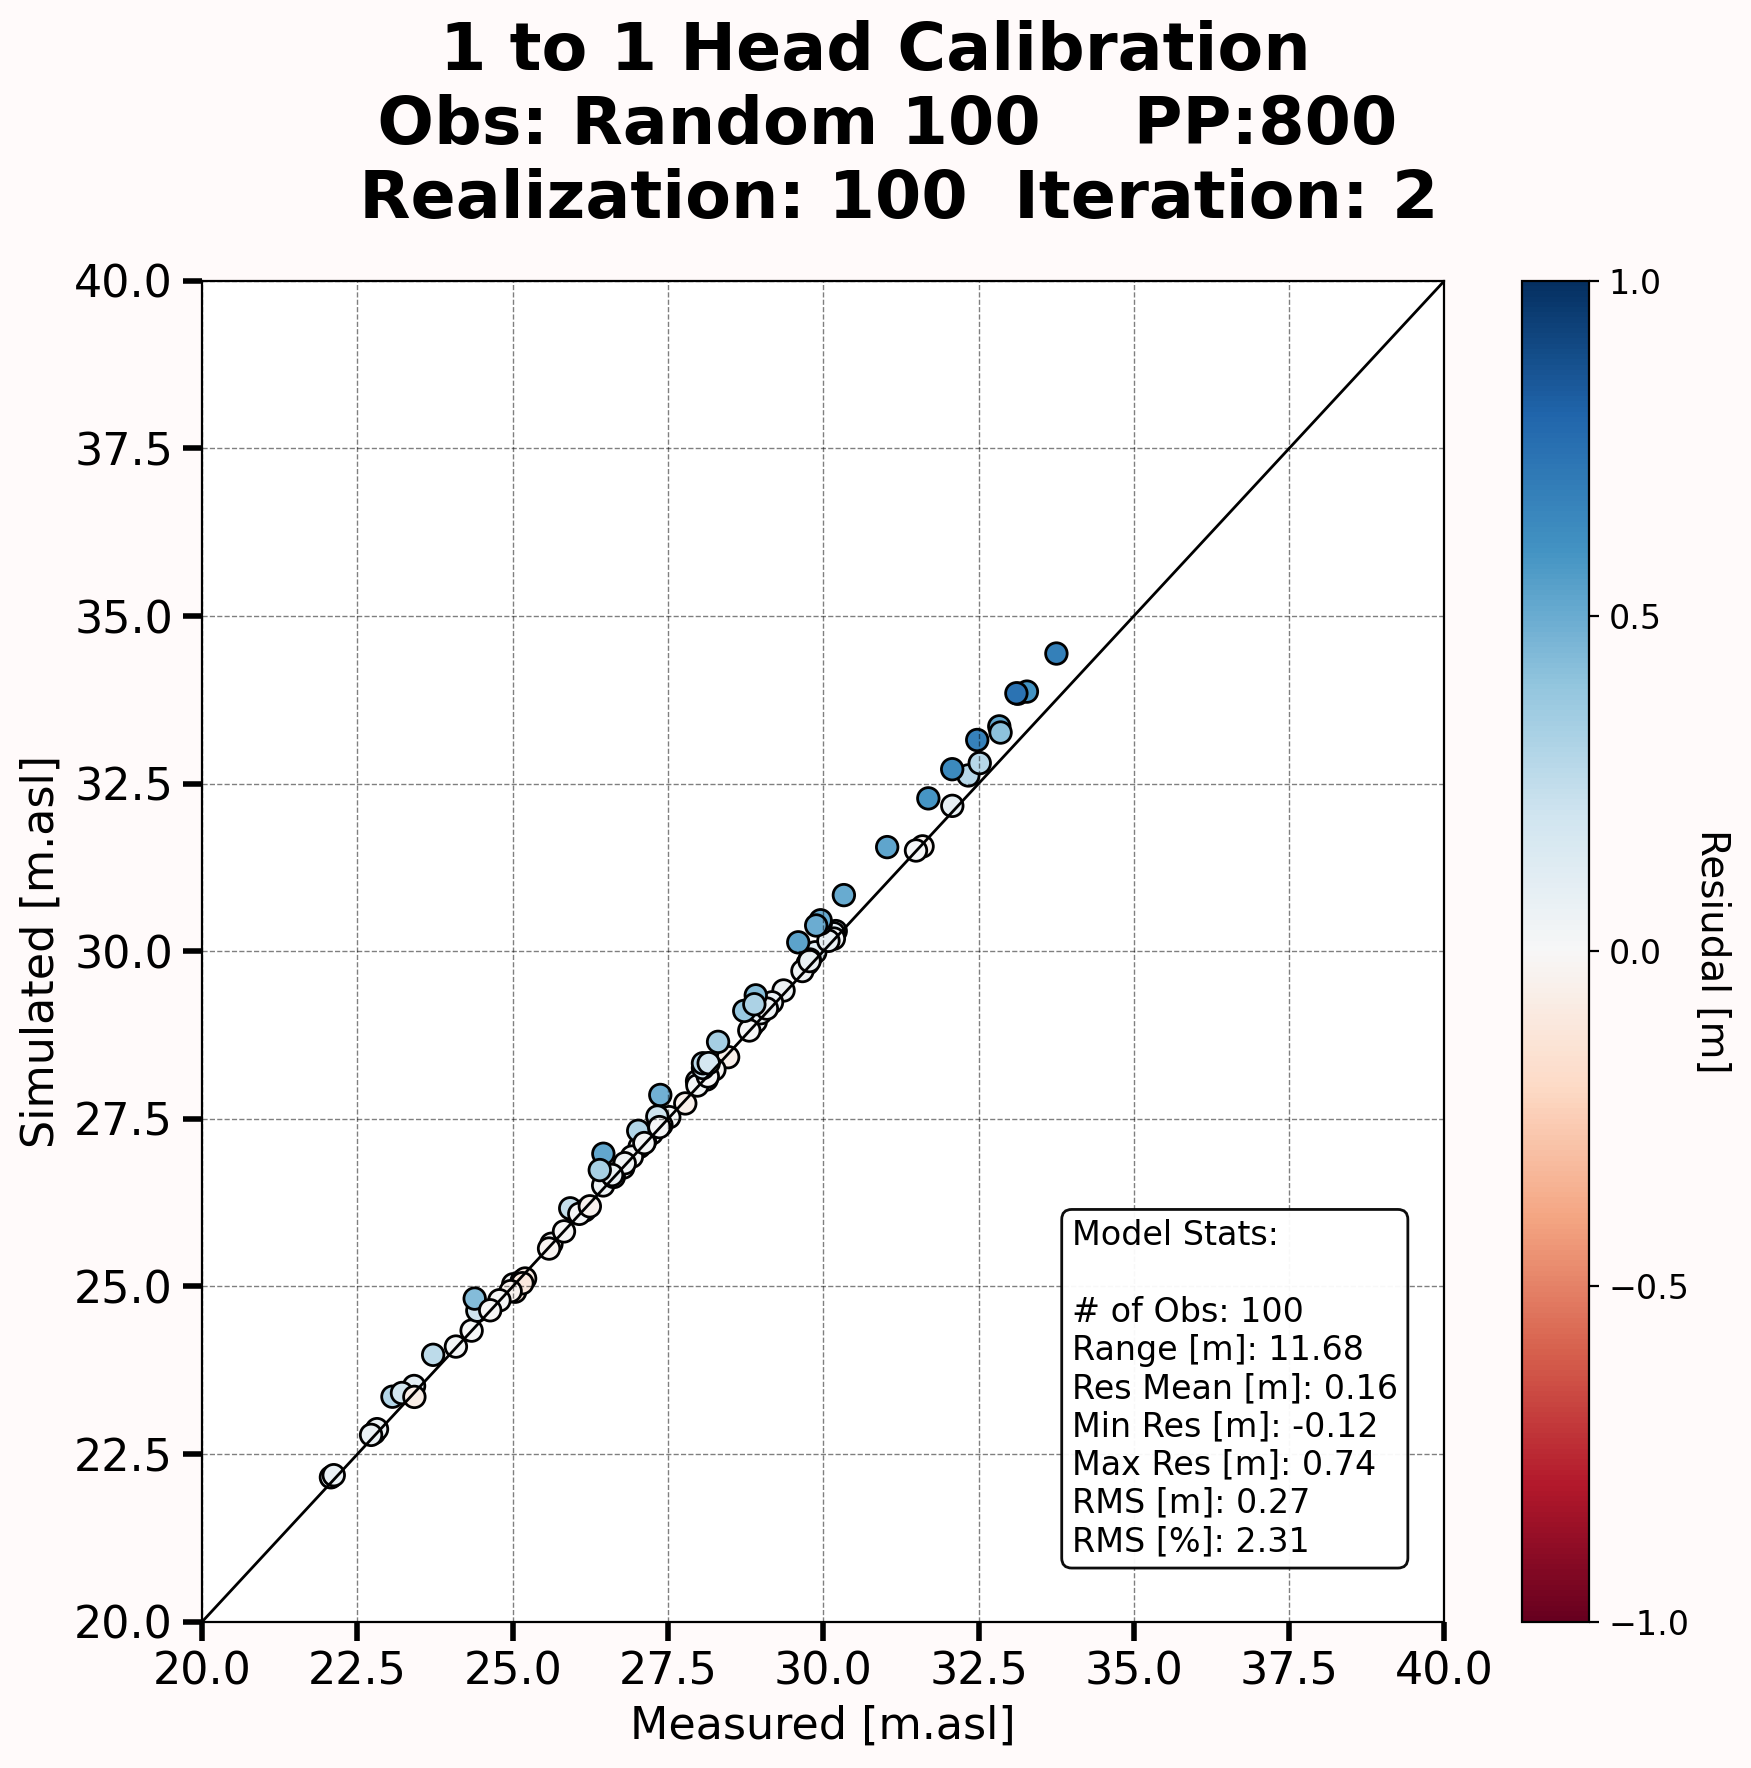 1 to 1 Head Calibration
Obs: Random 100    PP:800
Realization: 100  Iteration: 2
40.0
37.5
35.0
32.5
30.0
27.5
25.0
22.5
20.0
Simulated [m.asl]
20.0 22.5 25.0 27.5 30.0 32.5 35.0 37.5 40.0
Measured [m.asl]
Model Stats:
# of Obs: 100
Range [m]: 11.68
Res Mean [m]: 0.16
Min Res [m]: -0.12
Max Res [m]: 0.74
RMS [m]: 0.27
RMS [%]: 2.31
1.0
0.5
0.0
−0.5
−1.0
Resiudal [m]